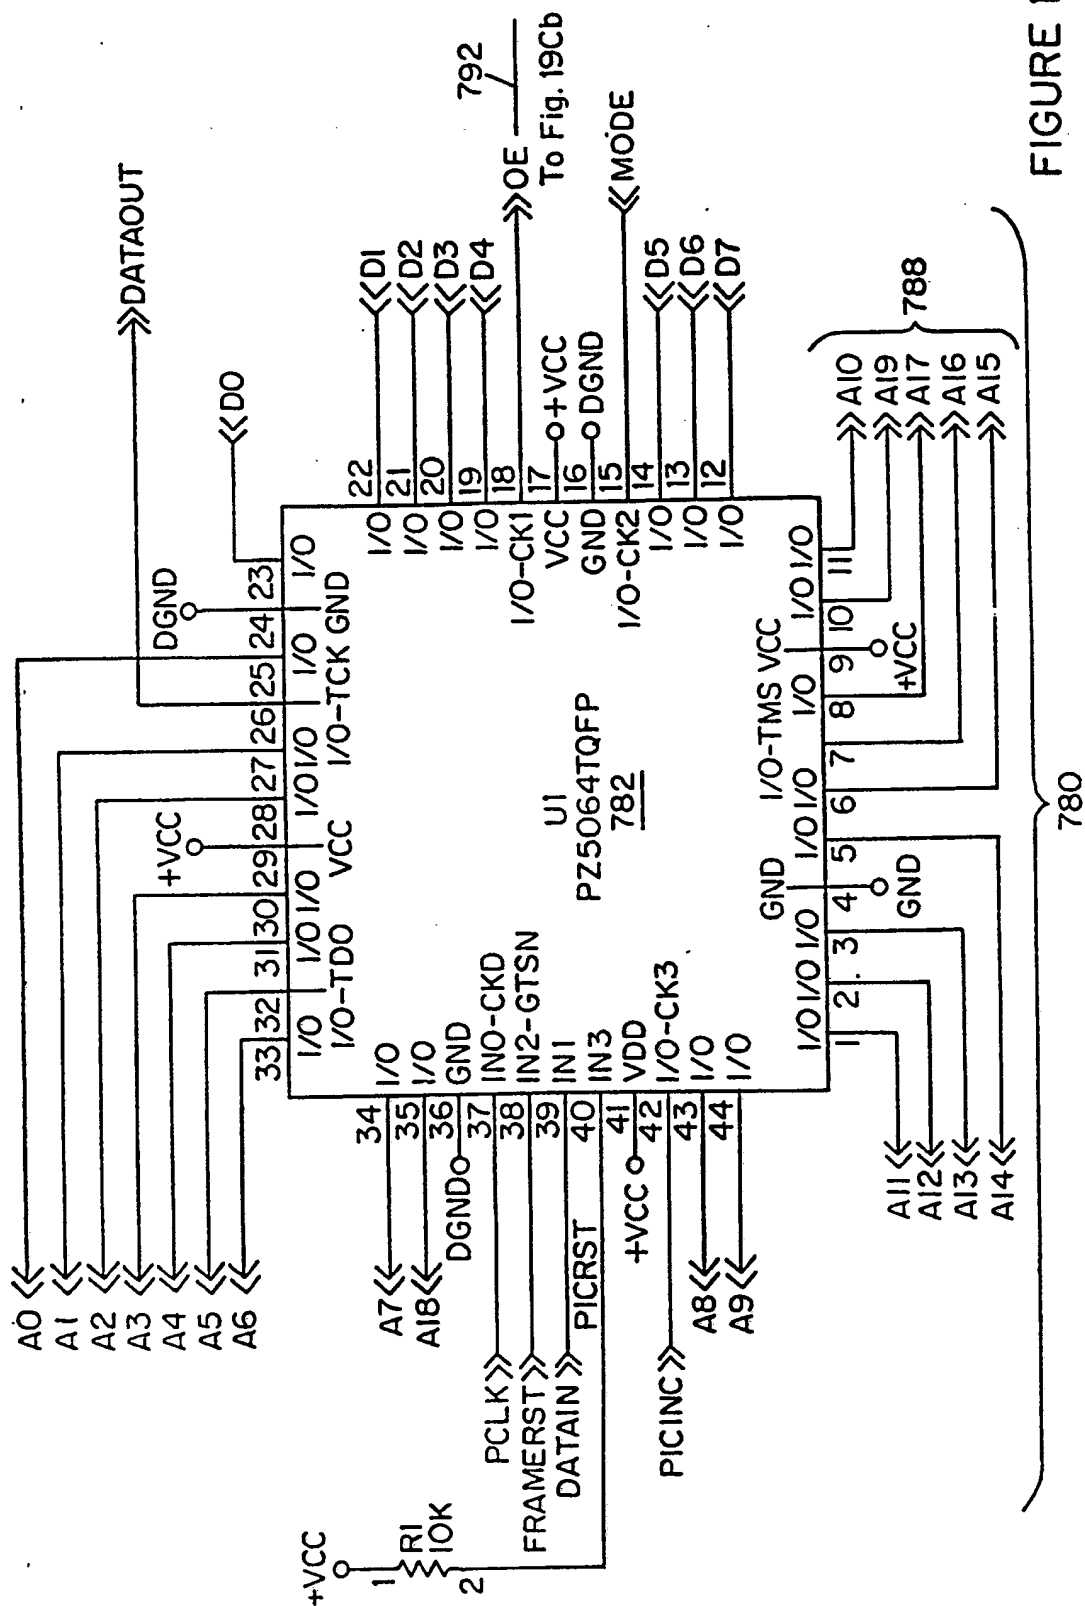 A0
A1
A2
A3
A4
A5
A6
+VCC
DGND
DATAOUT
D0
33
32
31
30
29
28
27
26
25
24
23
I/O
I/O-TDO
I/O
I/O
VCC
I/O
I/O
I/O-TCK
I/O
GND
I/O
+VCC
1
R1
10K
2
A7
A18
DGND
PCLK
FRAMERST
DATAIN
PICRST
+VCC
PICINC
A8
A9
34 I/O
35 I/O
36 GND
37 IN0-CKD
38 IN2-GTSN
39 IN1
40 IN3
41 VDD
42 I/O-CK3
43 I/O
44 I/O
U1
PZ5064TQFP
782
I/O 22
I/O 21
I/O 20
I/O 19
I/O-CK1 18
VCC 17
GND 16
I/O-CK2 15
I/O 14
I/O 13
I/O 12
D1
D2
D3
D4
OE
792
To Fig. 19Cb
+VCC
DGND
MODE
D5
D6
D7
I/O
I/O
I/O
GND
I/O
I/O
I/O-TMS
I/O
VCC
I/O
I/O
1
2
3
4
5
6
7
8
9
10
11
GND
+VCC
A11
A12
A13
A14
A10
A19
A17
A16
A15
788
780
FIGURE